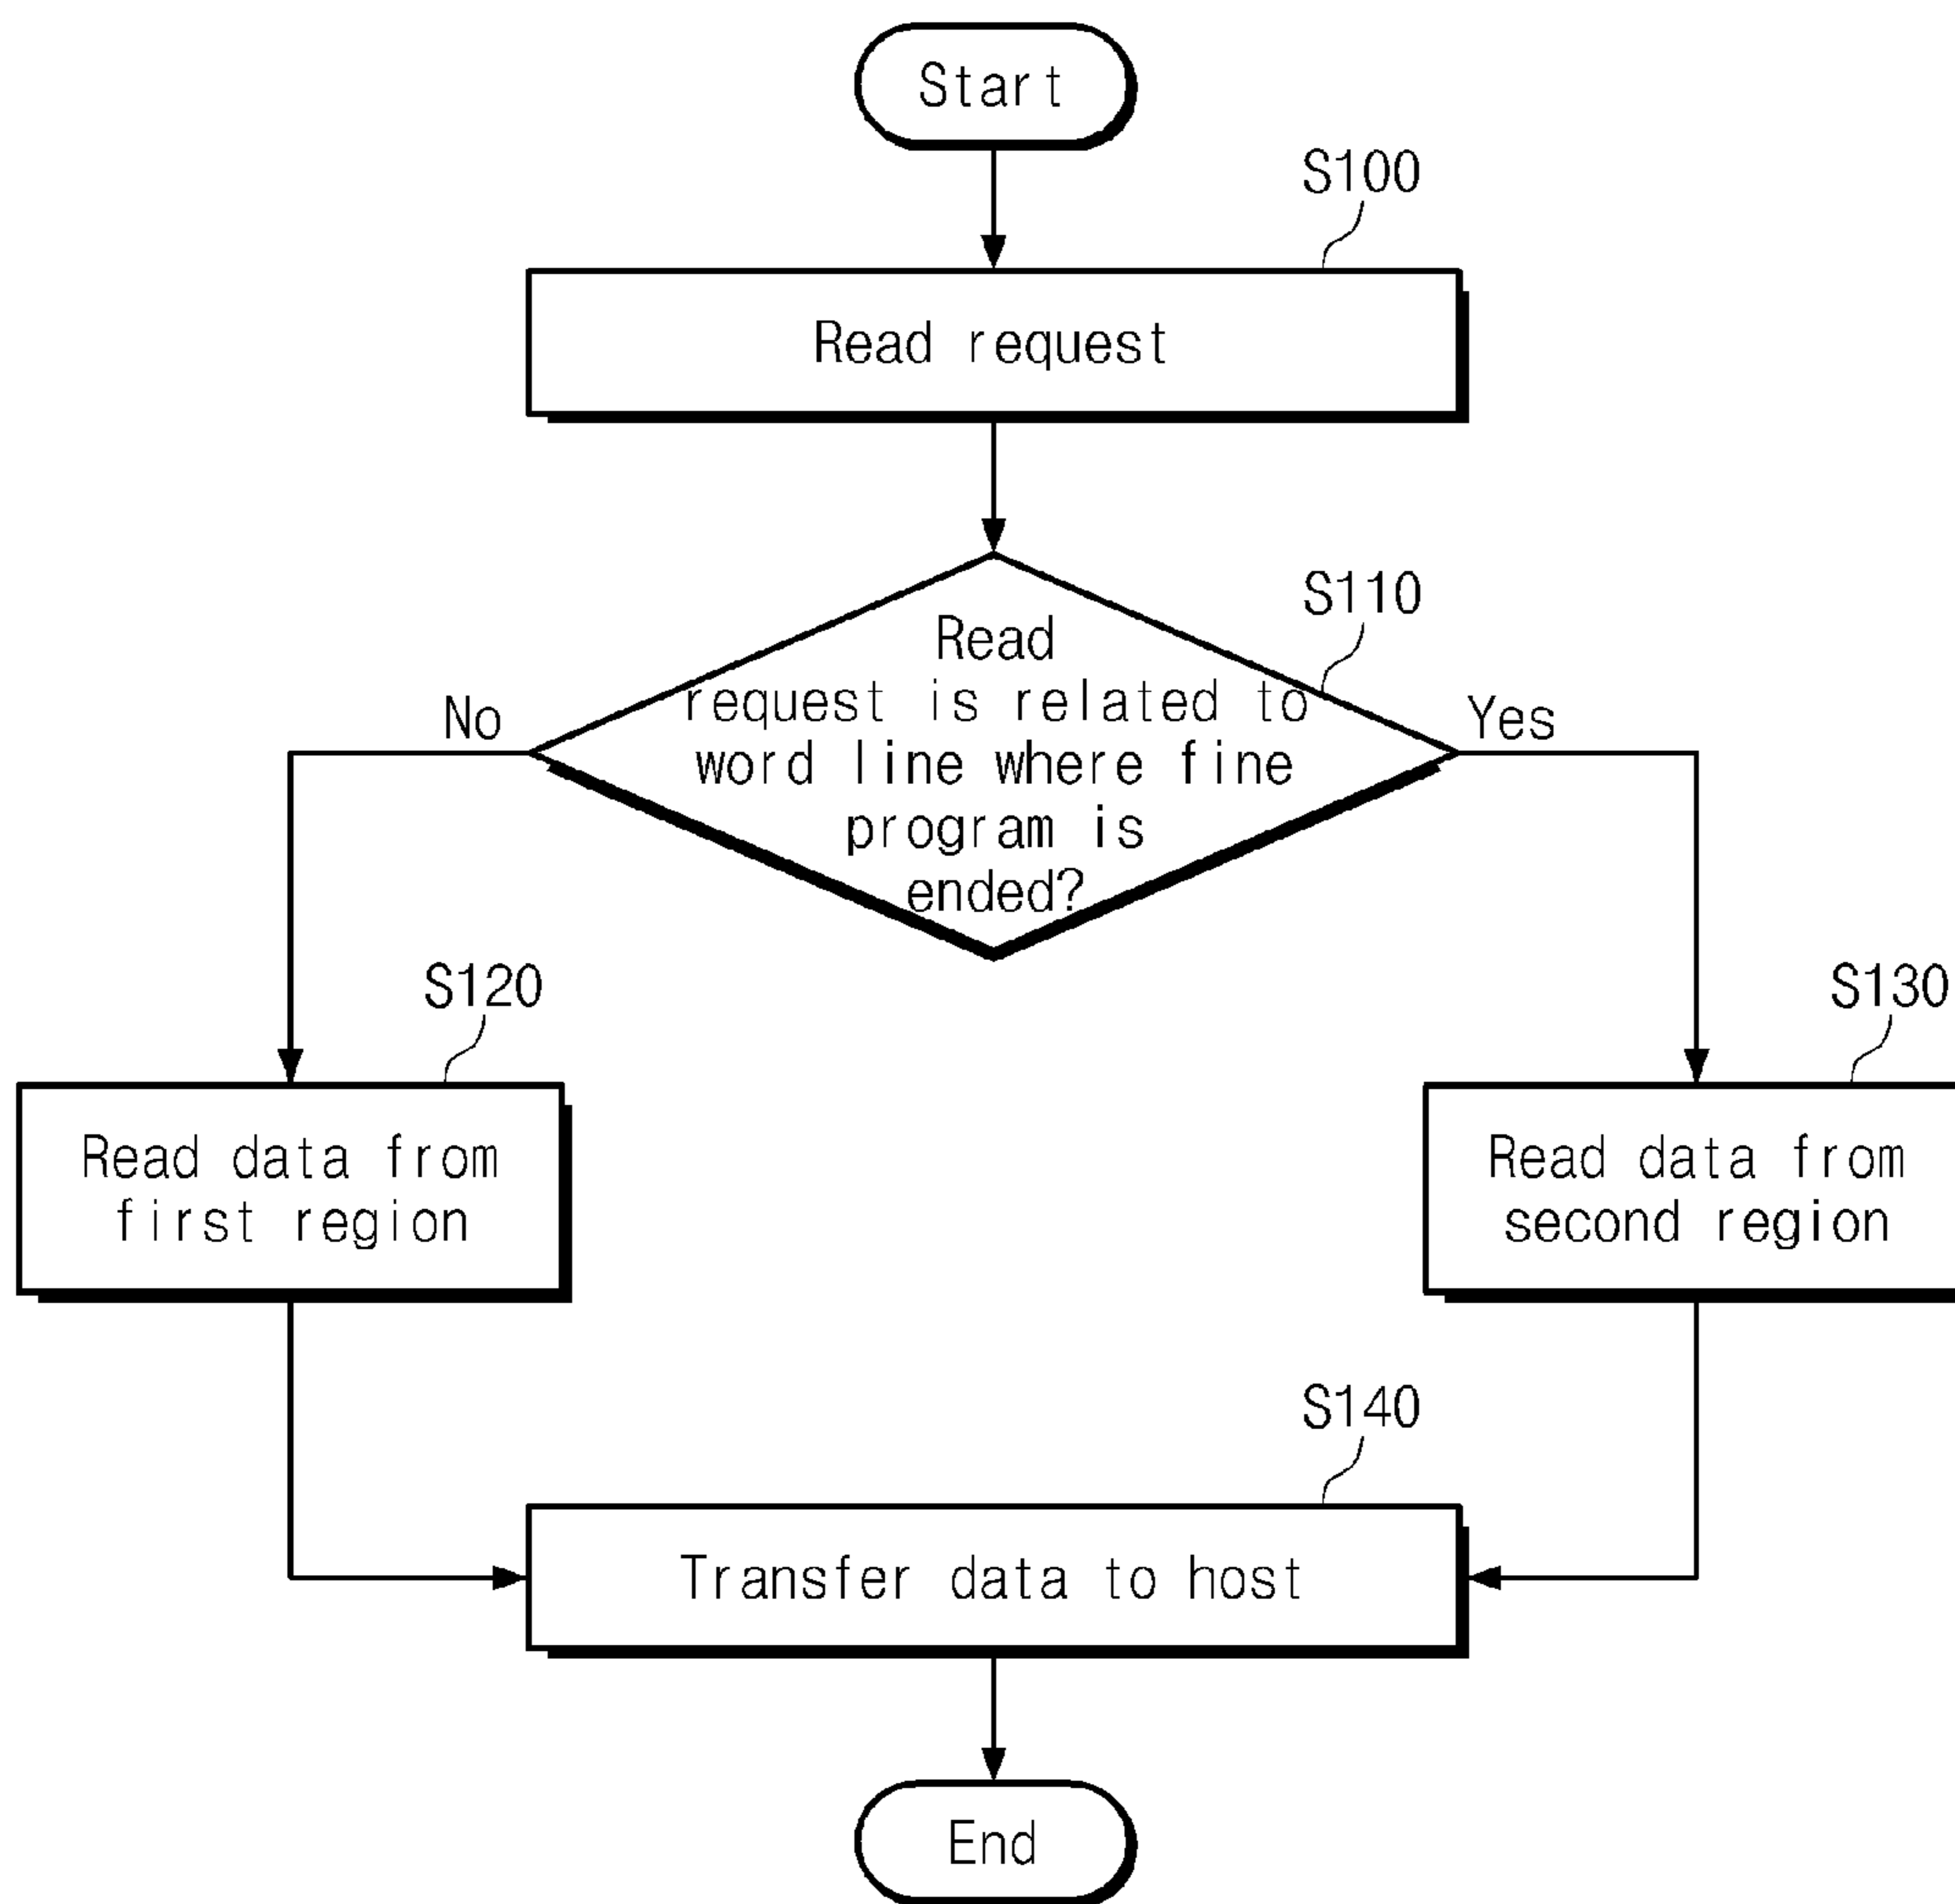 Start
S100
Read request
S110
Read
request is related to
word line where fine
program is
ended?
No
Yes
S120
Read data from
first region
S130
Read data from
second region
S140
Transfer data to host
End